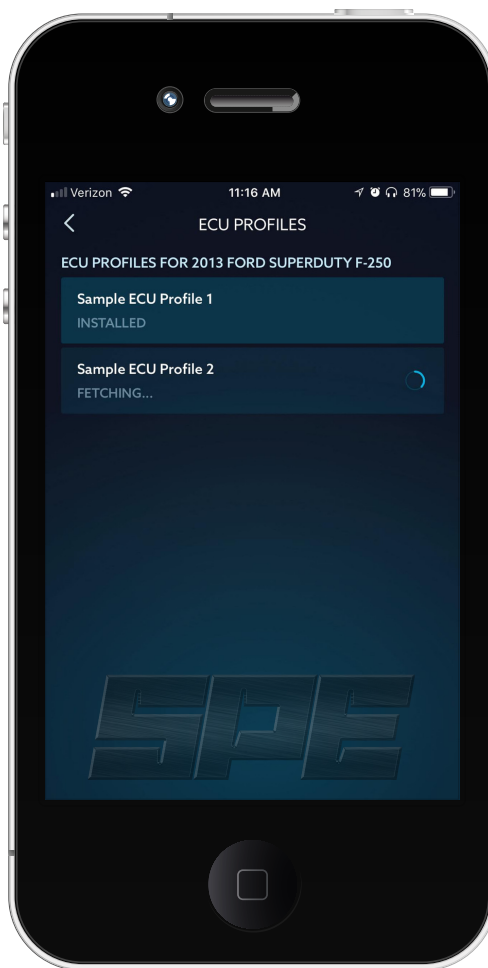 Verizon 11:16 AM 81%
ECU PROFILES
ECU PROFILES FOR 2013 FORD SUPERDUTY F-250
Sample ECU Profile 1
INSTALLED
Sample ECU Profile 2
FETCHING...
SPE